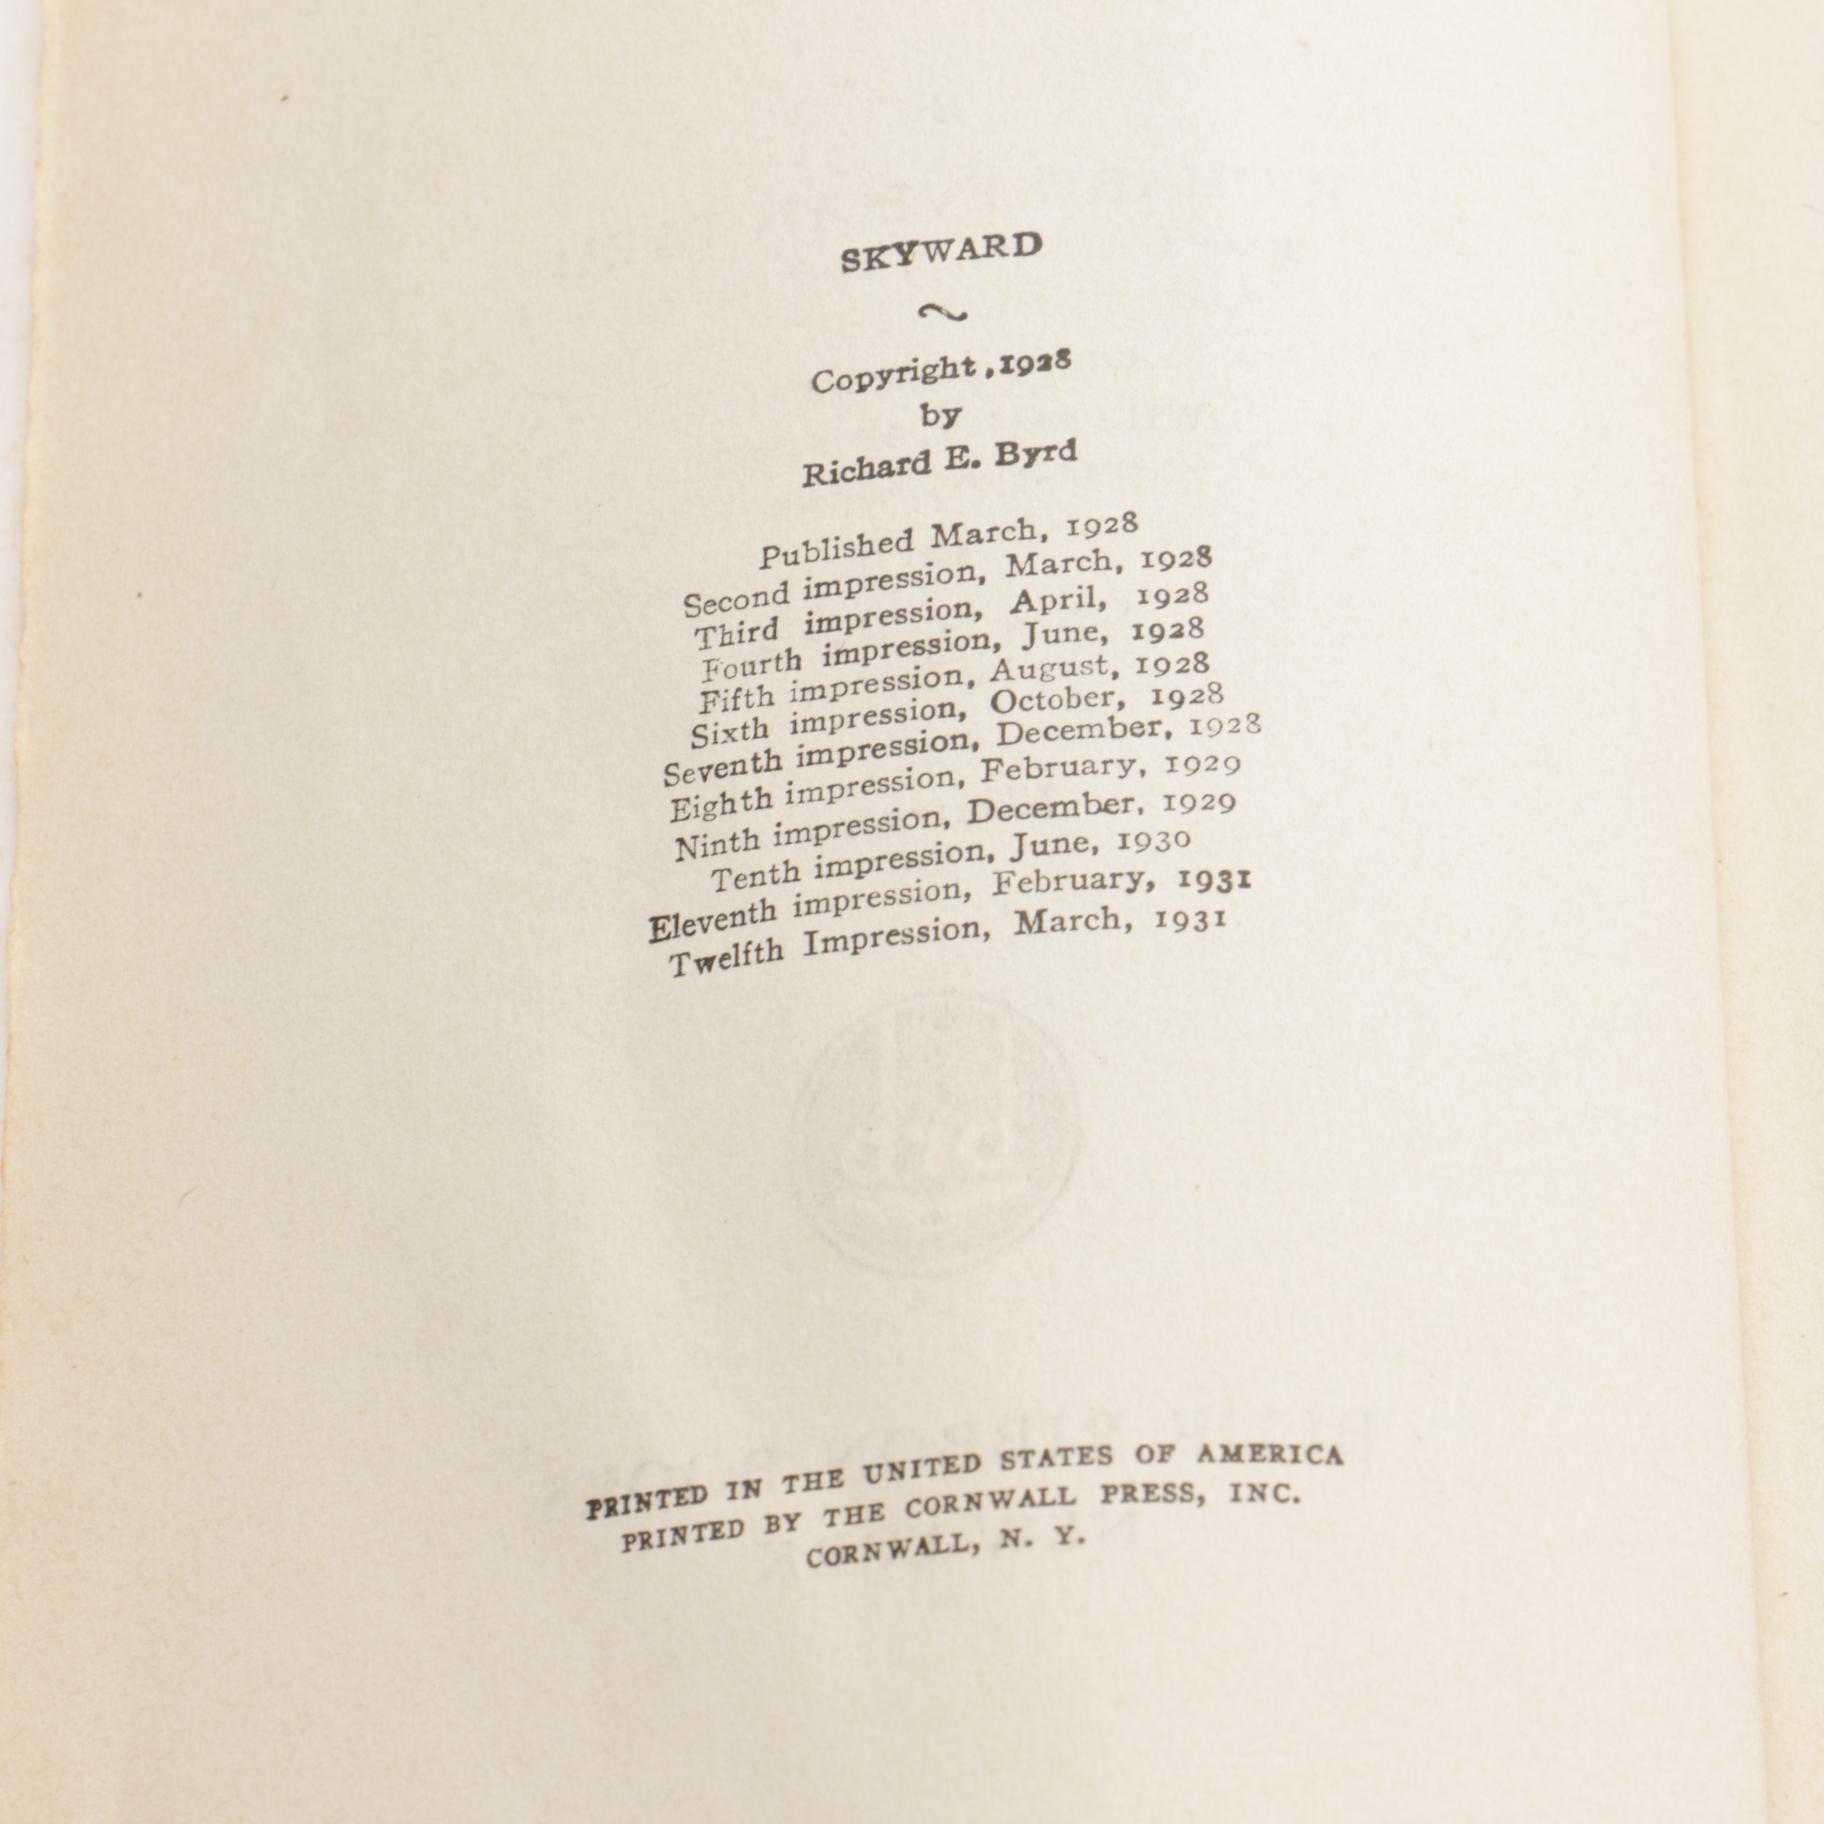 SKYWARD
~
Copyright, 1928
by
Richard E. Byrd
Published March, 1928
Second impression, March, 1928
Third impression, April, 1928
Fourth impression, June, 1928
Fifth impression, August, 1928
Sixth impression, October, 1928
Seventh impression, December, 1928
Eighth impression, February, 1929
Ninth impression, December, 1929
Tenth impression, June, 1930
Eleventh impression, February, 1931
Twelfth Impression, March, 1931
PRINTED IN THE UNITED STATES OF AMERICA
PRINTED BY THE CORNWALL PRESS, INC.
CORNWALL, N. Y.